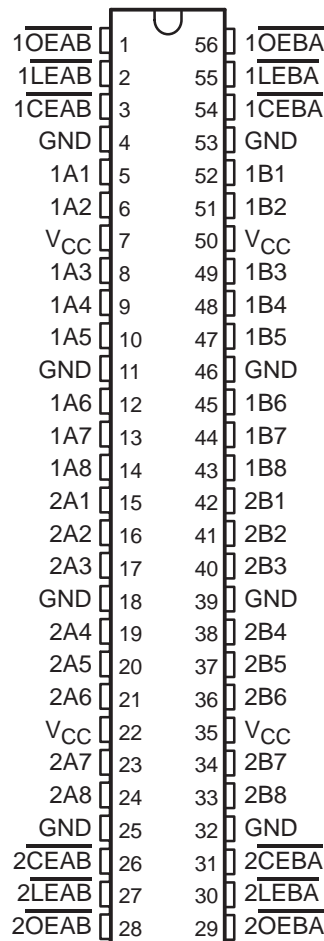 1OEAB 1 56 1OEBA
1LEAB 2 55 1LEBA
1CEAB 3 54 1CEBA
GND 4 53 GND
1A1 5 52 1B1
1A2 6 51 1B2
VCC 7 50 VCC
1A3 8 49 1B3
1A4 9 48 1B4
1A5 10 47 1B5
GND 11 46 GND
1A6 12 45 1B6
1A7 13 44 1B7
1A8 14 43 1B8
2A1 15 42 2B1
2A2 16 41 2B2
2A3 17 40 2B3
GND 18 39 GND
2A4 19 38 2B4
2A5 20 37 2B5
2A6 21 36 2B6
VCC 22 35 VCC
2A7 23 34 2B7
2A8 24 33 2B8
GND 25 32 GND
2CEAB 26 31 2CEBA
2LEAB 27 30 2LEBA
2OEAB 28 29 2OEBA